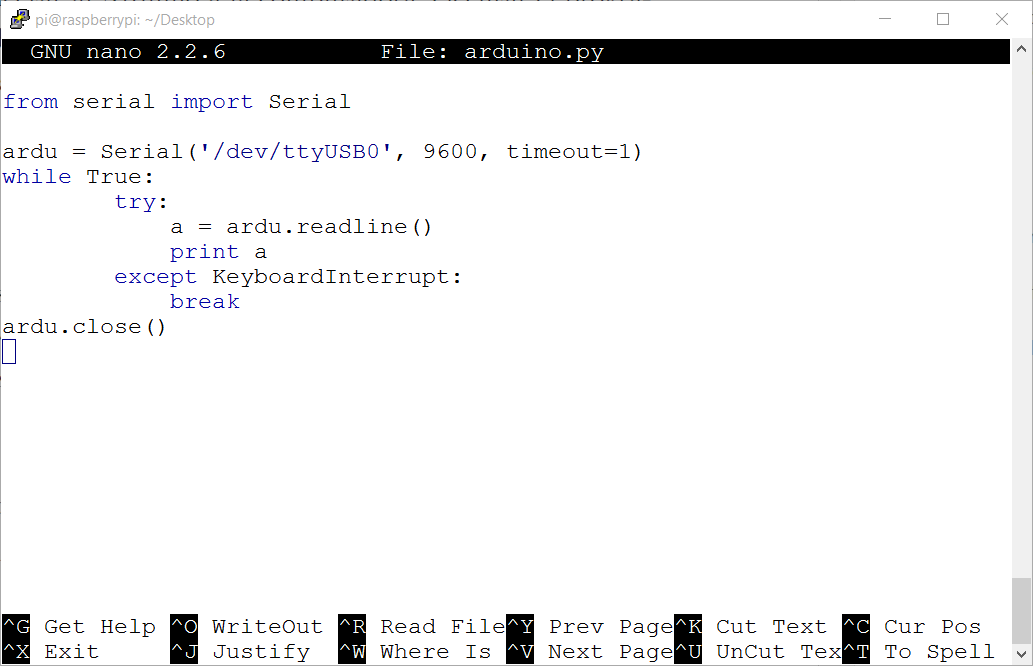 pi@raspberrypi: ~/Desktop
GNU nano 2.2.6 File: arduino.py
from serial import Serial
ardu = Serial('/dev/ttyUSB0', 9600, timeout=1)
while True:
try:
a = ardu.readline()
print a
except KeyboardInterrupt:
break
ardu.close()
^G Get Help ^O WriteOut ^R Read File ^Y Prev Page ^K Cut Text ^C Cur Pos
^X Exit ^J Justify ^W Where Is ^V Next Page ^U UnCut Tex ^T To Spell